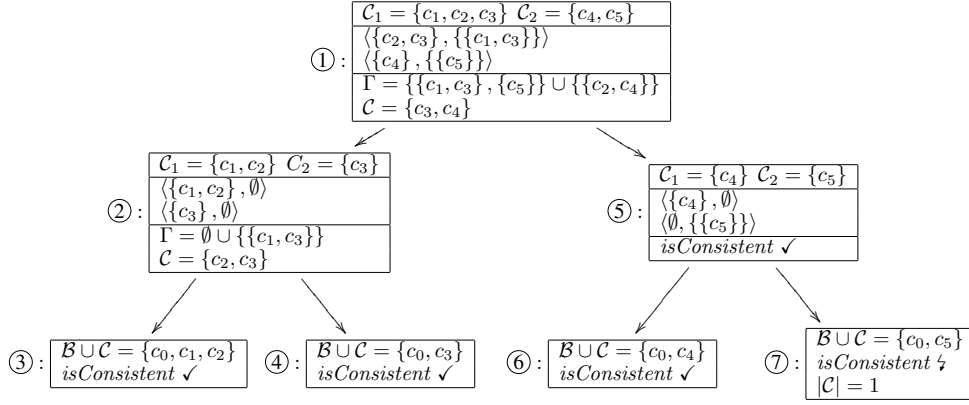 ① : C₁ = {c₁, c₂, c₃} C₂ = {c₄, c₅}
⟨{c₂, c₃}, {{c₁, c₃}}⟩
⟨{c₄}, {{c₅}}⟩
Γ = {{c₁, c₃}, {c₅}} ∪ {{c₂, c₄}}
C = {c₃, c₄}
② : C₁ = {c₁, c₂} C₂ = {c₃}
⟨{c₁, c₂}, ∅⟩
⟨{c₃}, ∅⟩
Γ = ∅ ∪ {{c₁, c₃}}
C = {c₂, c₃}
⑤ : C₁ = {c₄} C₂ = {c₅}
⟨{c₄}, ∅⟩
⟨∅, {{c₅}}⟩
isConsistent ✓
③ : B ∪ C = {c₀, c₁, c₂}
isConsistent ✓
④ : B ∪ C = {c₀, c₃}
isConsistent ✓
⑥ : B ∪ C = {c₀, c₄}
isConsistent ✓
⑦ : B ∪ C = {c₀, c₅}
isConsistent ↯
|C| = 1